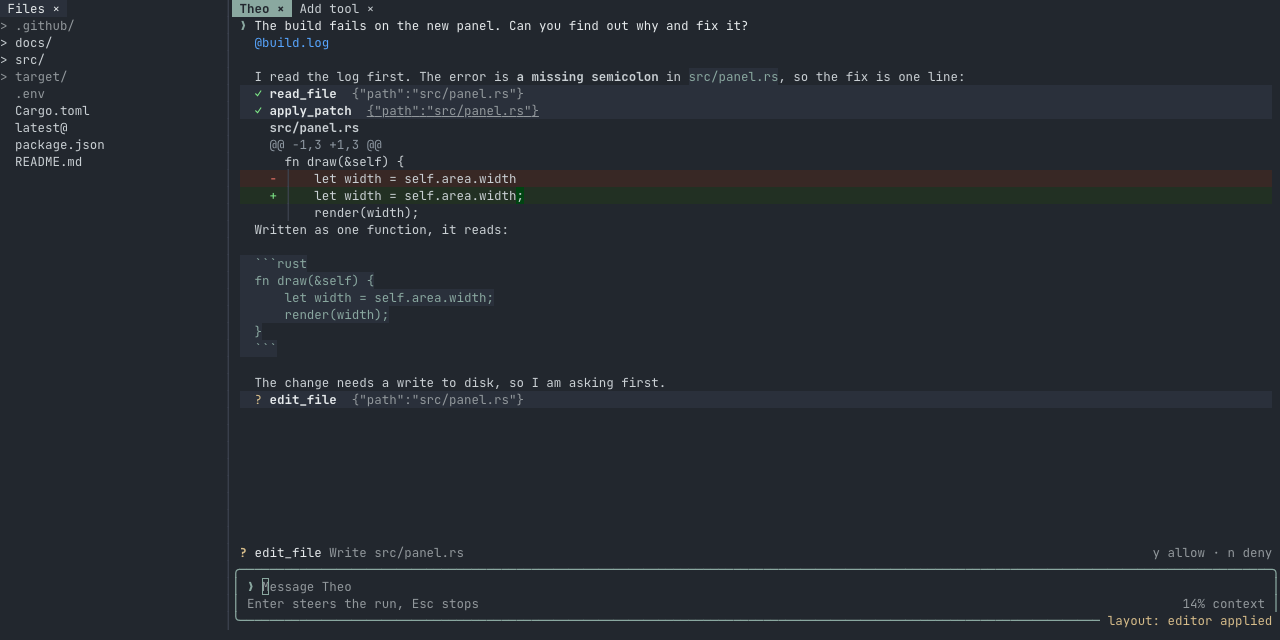 Files ×
> .github/
> docs/
> src/
> target/
.env
Cargo.toml
latest@
package.json
README.md
Theo × Add tool ×
❯ The build fails on the new panel. Can you find out why and fix it?
@build.log
I read the log first. The error is a missing semicolon in src/panel.rs, so the fix is one line:
✓ read_file {"path":"src/panel.rs"}
✓ apply_patch {"path":"src/panel.rs"}
src/panel.rs
@@ -1,3 +1,3 @@
fn draw(&self) {
- let width = self.area.width
+ let width = self.area.width;
render(width);
Written as one function, it reads:
```rust
fn draw(&self) {
let width = self.area.width;
render(width);
}
```
The change needs a write to disk, so I am asking first.
? edit_file {"path":"src/panel.rs"}
? edit_file Write src/panel.rs y allow · n deny
❯ Message Theo
Enter steers the run, Esc stops 14% context
layout: editor applied